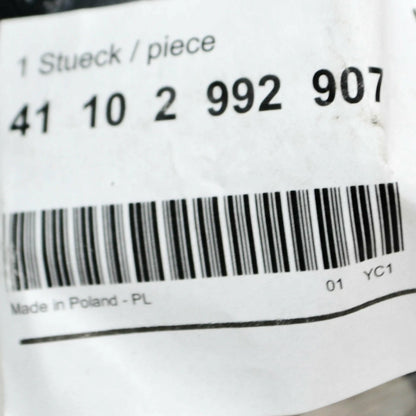 1 Stueck / piece
41 10 2 992 907
01 YC1
Made in Poland - PL